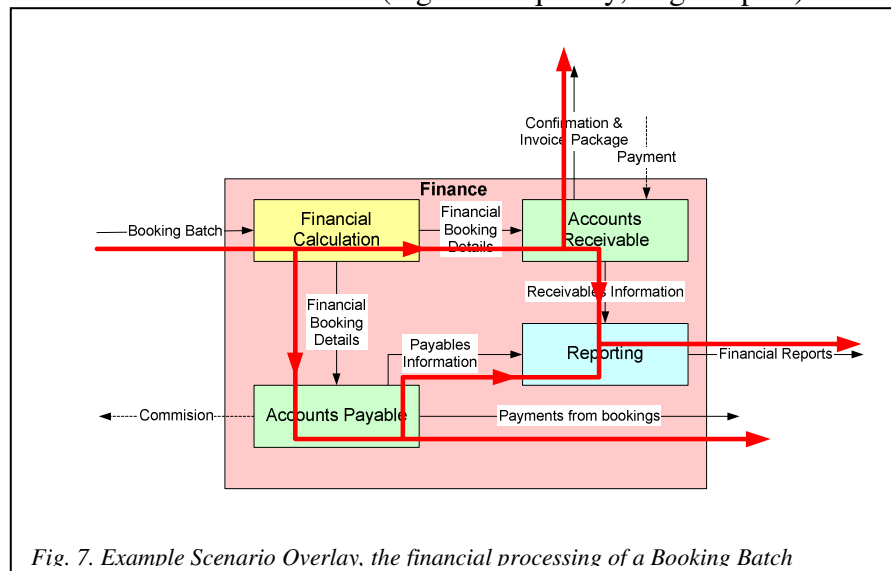 Confirmation &
Invoice Package
Payment
Finance
Booking Batch
Financial
Calculation
Financial
Booking
Details
Accounts
Receivable
Financial
Booking
Details
Receivables Information
Payables
Information
Reporting
Financial Reports
Commision
Accounts Payable
Payments from bookings
Fig. 7. Example Scenario Overlay, the financial processing of a Booking Batch